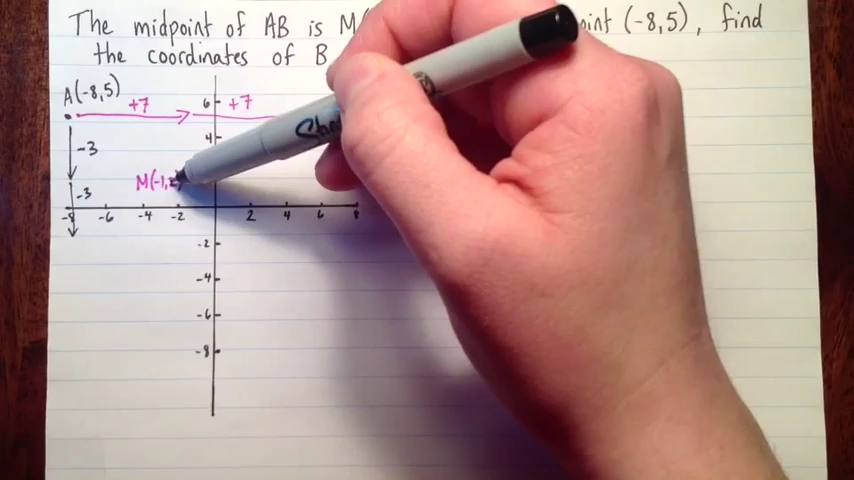 The midpoint of AB is M( point (-8,5), find
the coordinates of B
A(-8,5)
+7 +7
-3
M(-1,2)
-3
6
4
-8 -6 -4 -2 2 4 6 8
-2
-4
-6
-8